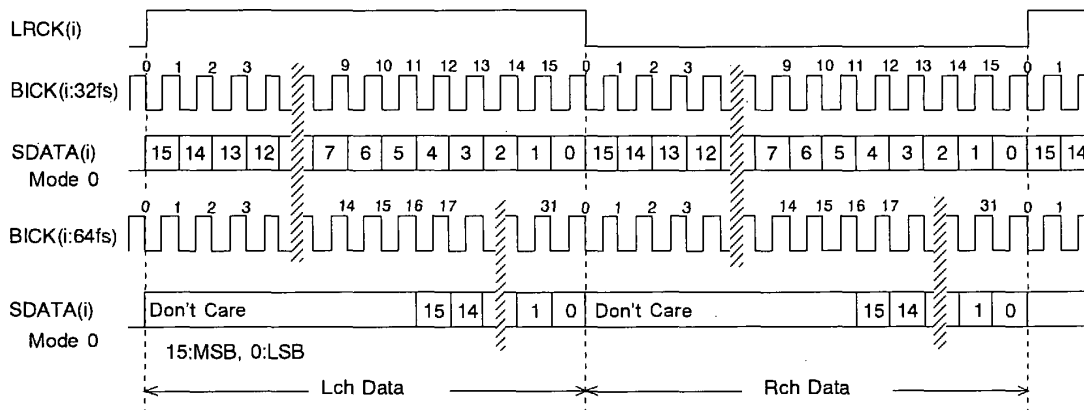 LRCK(i)
0 1 2 3 9 10 11 12 13 14 15 0 1 2 3 9 10 11 12 13 14 15 0 1
BICK(i:32fs)
SDATA(i) 15 14 13 12 7 6 5 4 3 2 1 0 15 14 13 12 7 6 5 4 3 2 1 0 15 14
Mode 0
0 1 2 3 14 15 16 17 31 0 1 2 3 14 15 16 17 31 0 1
BICK(i:64fs)
SDATA(i) Don't Care 15 14 1 0 Don't Care 15 14 1 0
Mode 0
15:MSB, 0:LSB
Lch Data Rch Data